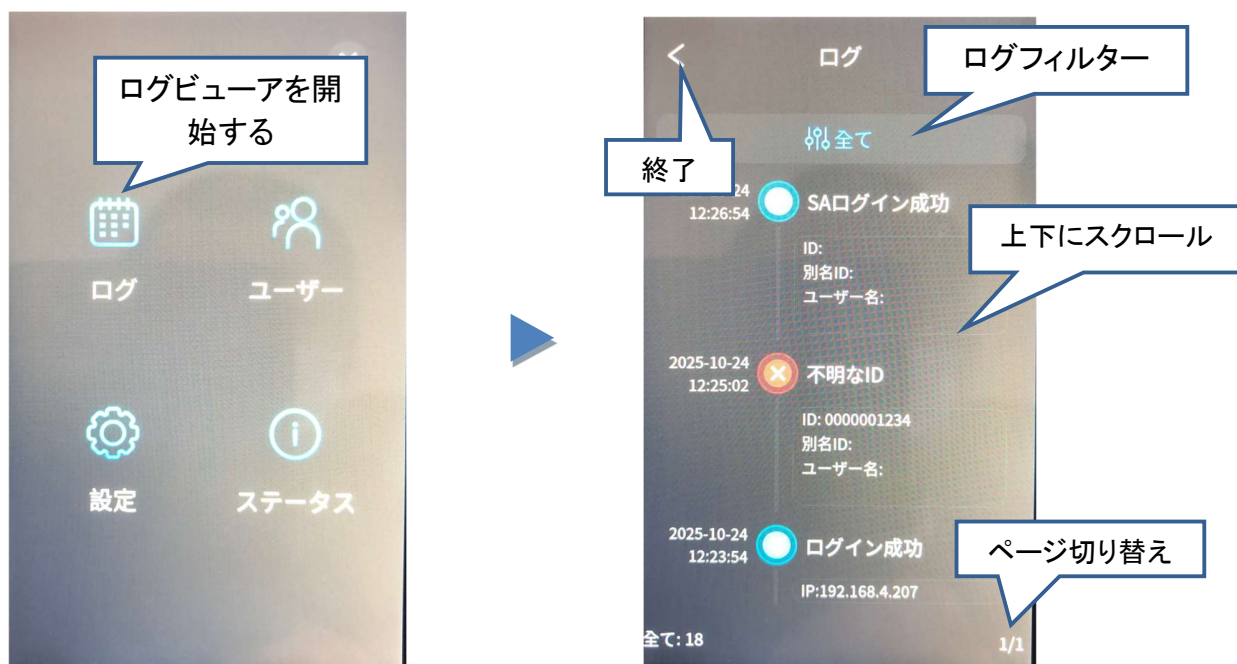 ログビューアを開
始する
ログ
ユーザー
設定
ステータス
ログ
ログフィルター
全て
終了
24
12:26:54
SAログイン成功
ID:
別名ID:
ユーザー名:
上下にスクロール
2025-10-24
12:25:02
不明なID
ID: 0000001234
別名ID:
ユーザー名:
2025-10-24
12:23:54
ログイン成功
IP:192.168.4.207
ページ切り替え
全て: 18
1/1